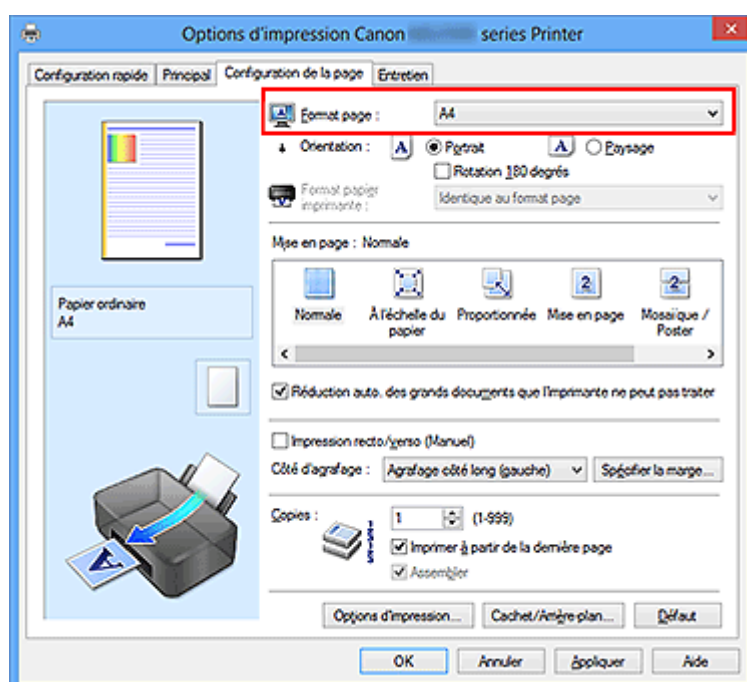 Options d'impression Canon series Printer
Configuration rapide Principal Configuration de la page Entretien
Format page : A4
Orientation : A Portrait A Paysage
Rotation 180 degrés
Format papier imprimante : Identique au format page
Mise en page : Normale
Normale À l'échelle du papier Proportionnée Mise en page Mosaïque / Poster
Papier ordinaire
A4
Réduction auto. des grands documents que l'imprimante ne peut pas traiter
Impression recto/verso (Manuel)
Côté d'agrafage : Agrafage côté long (gauche) Spécifier la marge...
Copies : 1 (1-999)
Imprimer à partir de la dernière page
Assembler
Options d'impression... Cachet/Arrière-plan... Défaut
OK Annuler Appliquer Aide